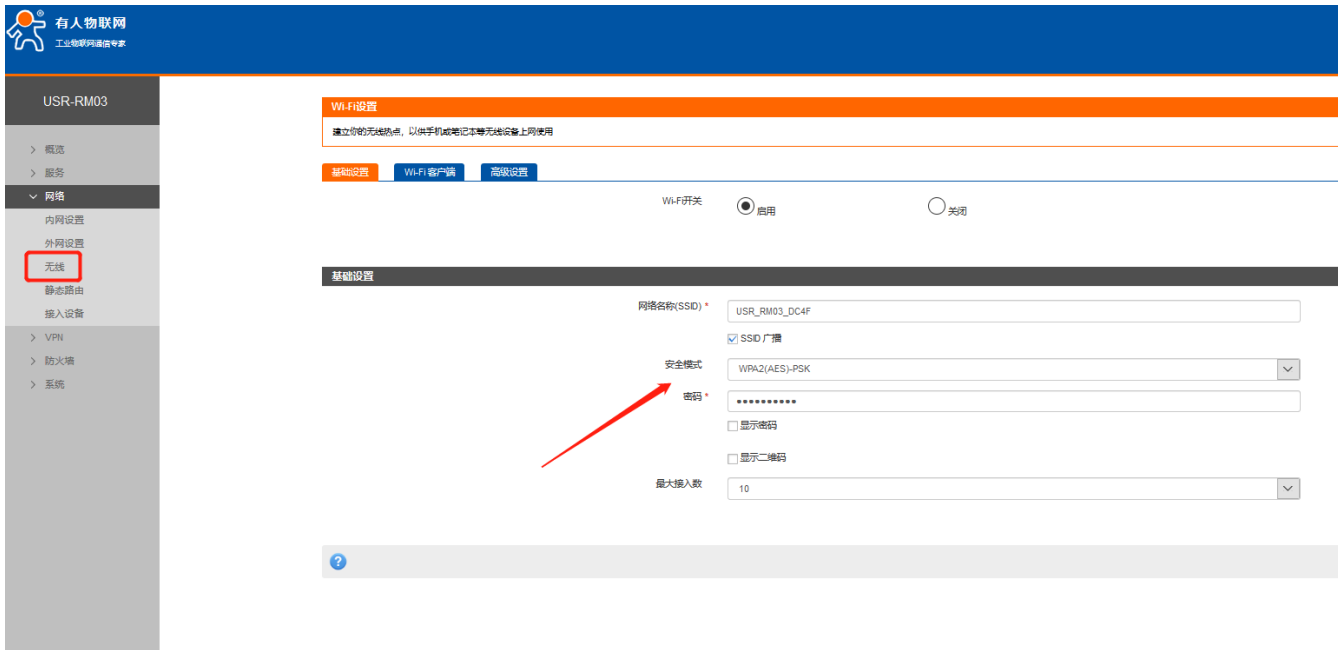 有人物联网
工业物联网通信专家
USR-RM03
概览
服务
网络
内网设置
外网设置
无线
静态路由
接入设备
VPN
防火墙
系统
Wi-Fi设置
建立你的无线热点，以供手机或笔记本等无线设备上网使用
基础设置 Wi-Fi 客户端 高级设置
Wi-Fi开关 启用 关闭
基础设置
网络名称(SSID) * USR_RM03_DC4F
SSID 广播
安全模式 WPA2(AES)-PSK
密码 * ••••••••••
显示密码
显示二维码
最大接入数 10
?